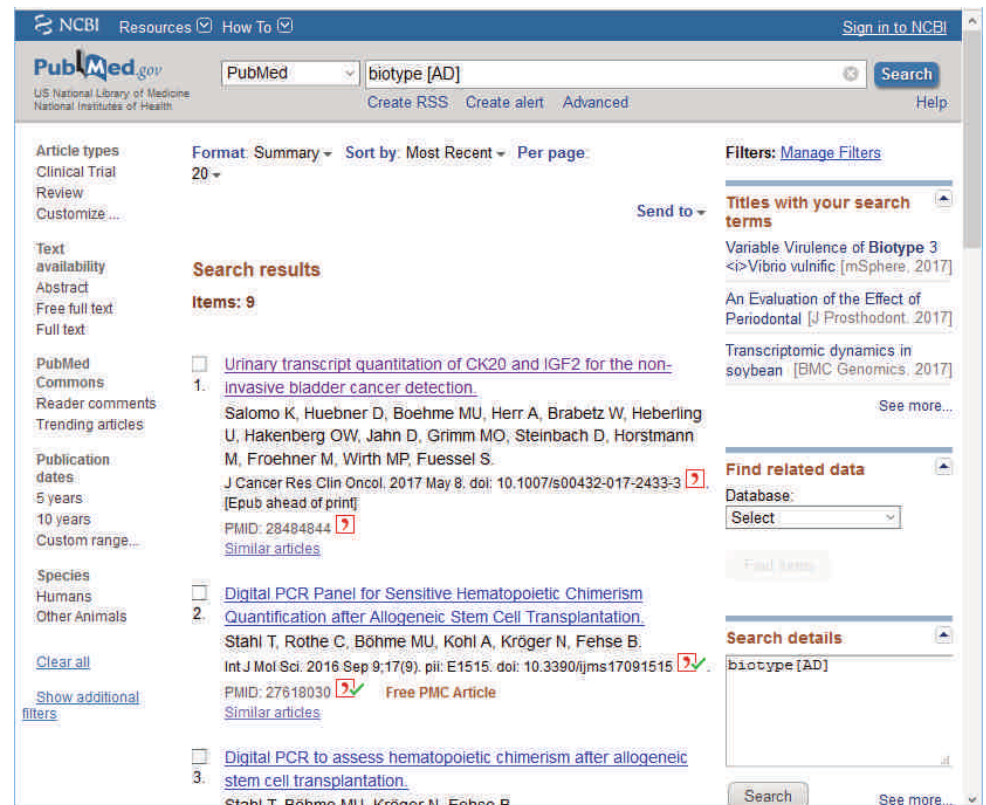 NCBI Resources How To Sign in to NCBI
PubMed.gov
US National Library of Medicine
National Institutes of Health
PubMed biotype [AD] Search
Create RSS Create alert Advanced Help
Article types
Clinical Trial
Review
Customize ...
Text
availability
Abstract
Free full text
Full text
PubMed
Commons
Reader comments
Trending articles
Publication
dates
5 years
10 years
Custom range...
Species
Humans
Other Animals
Clear all
Show additional
filters
Format: Summary Sort by: Most Recent Per page:
20
Send to
Search results
Items: 9
1. Urinary transcript quantitation of CK20 and IGF2 for the non-
invasive bladder cancer detection.
Salomo K, Huebner D, Boehme MU, Herr A, Brabetz W, Heberling
U, Hakenberg OW, Jahn D, Grimm MO, Steinbach D, Horstmann
M, Froehner M, Wirth MP, Fuessel S.
J Cancer Res Clin Oncol. 2017 May 8. doi: 10.1007/s00432-017-2433-3 .
[Epub ahead of print]
PMID: 28484844
Similar articles
2. Digital PCR Panel for Sensitive Hematopoietic Chimerism
Quantification after Allogeneic Stem Cell Transplantation.
Stahl T, Rothe C, Böhme MU, Kohl A, Kröger N, Fehse B.
Int J Mol Sci. 2016 Sep 9;17(9). pii: E1515. doi: 10.3390/ijms17091515 .
PMID: 27618030 Free PMC Article
Similar articles
3. Digital PCR to assess hematopoietic chimerism after allogeneic
stem cell transplantation.
Stahl T, Böhme MU, Kröger N, Fehse B.
Filters: Manage Filters
Titles with your search
terms
Variable Virulence of Biotype 3
<i>Vibrio vulnific [mSphere. 2017]
An Evaluation of the Effect of
Periodontal [J Prosthodont. 2017]
Transcriptomic dynamics in
soybean [BMC Genomics. 2017]
See more...
Find related data
Database:
Select
Find items
Search details
biotype[AD]
Search See more...